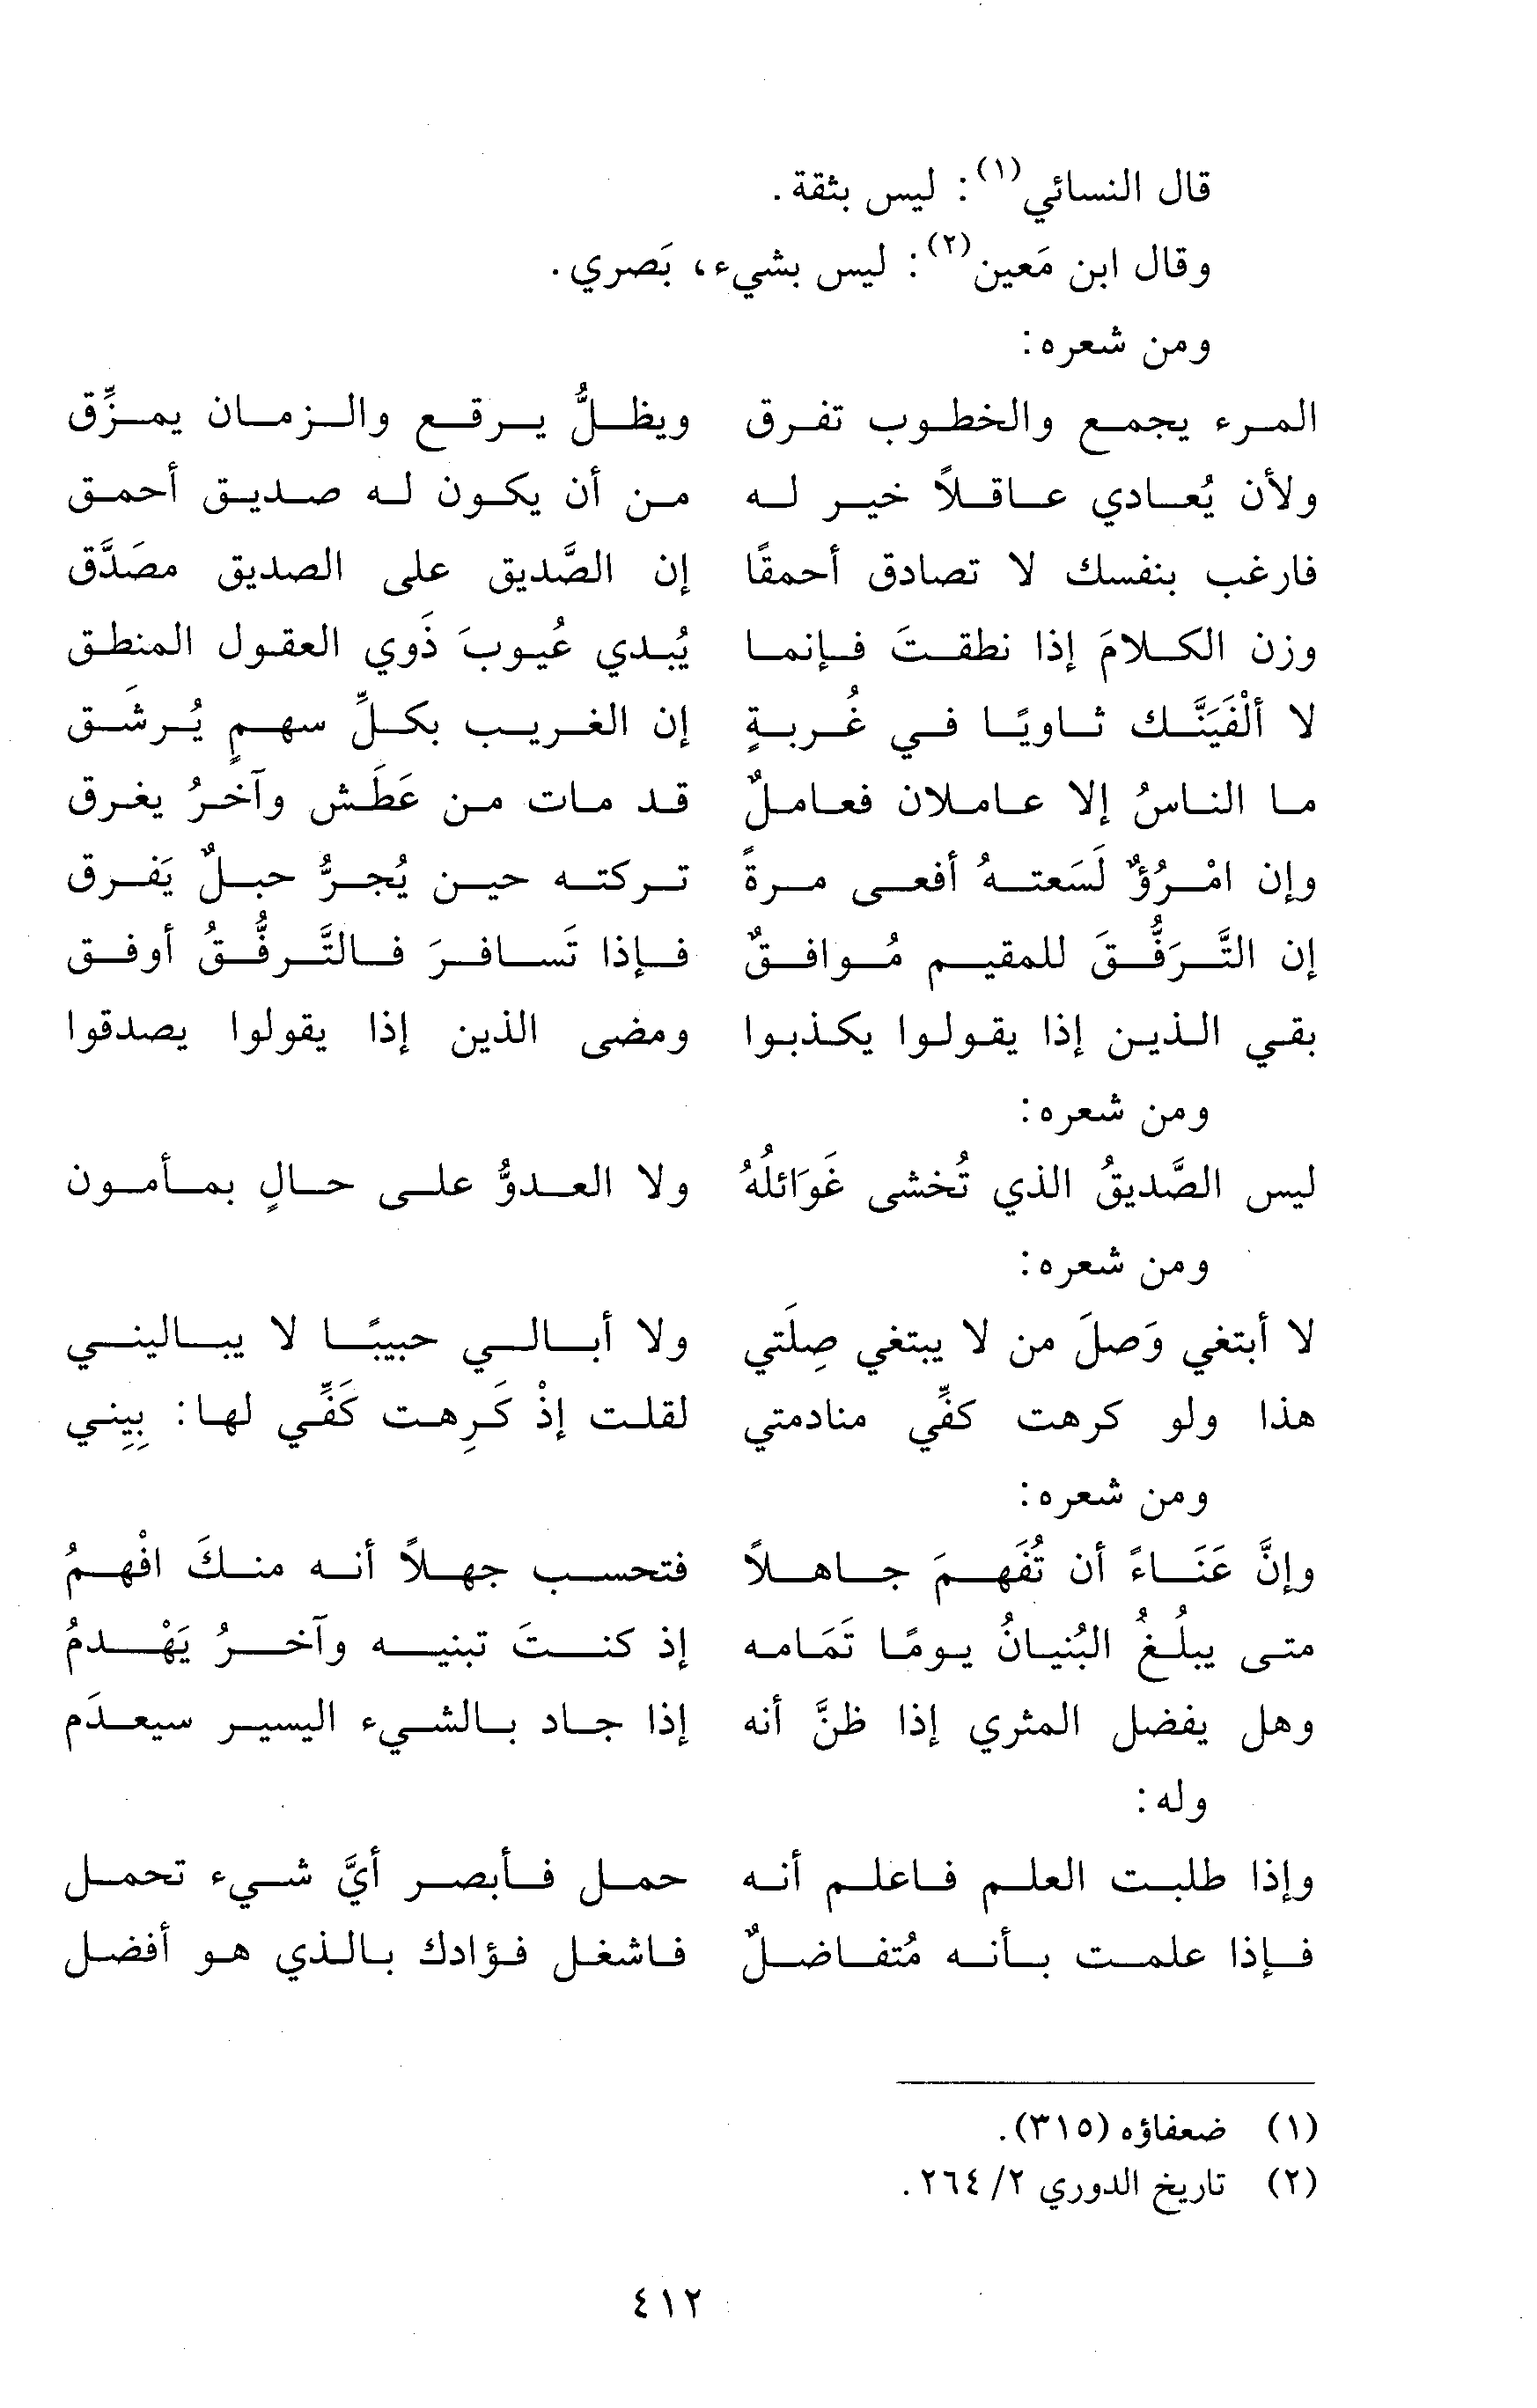 قال النسائي(١): ليس بثقة.
وقال ابن مَعين(٢): ليس بشيء، بَصري.
ومن شعره:
المرء يجمع والخطوب تفرق ويظلُّ يرقع والزمان يمزِّق
ولأن يُعادي عاقلاً خير له من أن يكون له صديق أحمق
فارغب بنفسك لا تصادق أحمقًا إن الصَّديق على الصديق مصَدَّق
وزن الكلامَ إذا نطقتَ فإنما يُبدي عُيوبَ ذَوي العقول المنطق
لا ألْفَيَنَّك ثاويًا في غُربةٍ إن الغريب بكلِّ سهمٍ يُرشَق
ما الناسُ إلا عاملان فعاملٌ قد مات من عَطَش وآخرُ يغرق
وإن امْرُؤٌ لَسَعتهُ أفعى مرةً تركته حين يُجرُّ حبلٌ يَفرق
إن التَّرَفُّقَ للمقيم مُوافقٌ فإذا تَسافرَ فالتَّرفُّقُ أوفق
بقي الذين إذا يقولوا يكذبوا ومضى الذين إذا يقولوا يصدقوا
ومن شعره:
ليس الصَّديقُ الذي تُخشى غَوَائلُهُ ولا العدوُّ على حالٍ بمأمون
ومن شعره:
لا أبتغي وَصلَ من لا يبتغي صِلَتي ولا أبالي حبيبًا لا يباليني
هذا ولو كرهت كفِّي منادمتي لقلت إذْ كَرِهت كَفِّي لها: بِيِني
ومن شعره:
وإنَّ عَنَاءً أن تُفَهمَ جاهلاً فتحسب جهلاً أنه منكَ افْهمُ
متى يبلُغُ البُنيانُ يومًا تَمَامه إذ كنتَ تبنيه وآخرُ يَهْدمُ
وهل يفضل المثري إذا ظنَّ أنه إذا جاد بالشيء اليسير سيعدَم
وله:
وإذا طلبت العلم فاعلم أنه حمل فأبصر أيَّ شيء تحمل
فإذا علمت بأنه مُتفاضلٌ فاشغل فؤادك بالذي هو أفضل
(١) ضعفاؤه (٣١٥).
(٢) تاريخ الدوري ٢/ ٢٦٤.
٤١٢